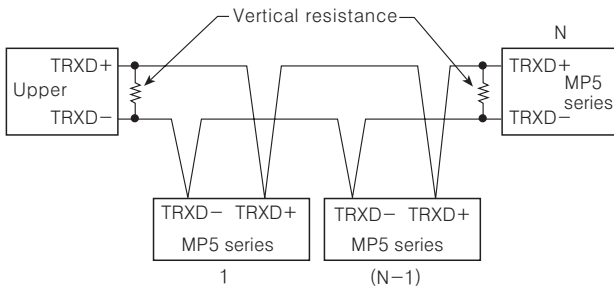 Vertical resistance
N
TRXD+
Upper
TRXD−
TRXD+
MP5
series
TRXD−
TRXD− TRXD+
MP5 series
1
TRXD− TRXD+
MP5 series
(N−1)